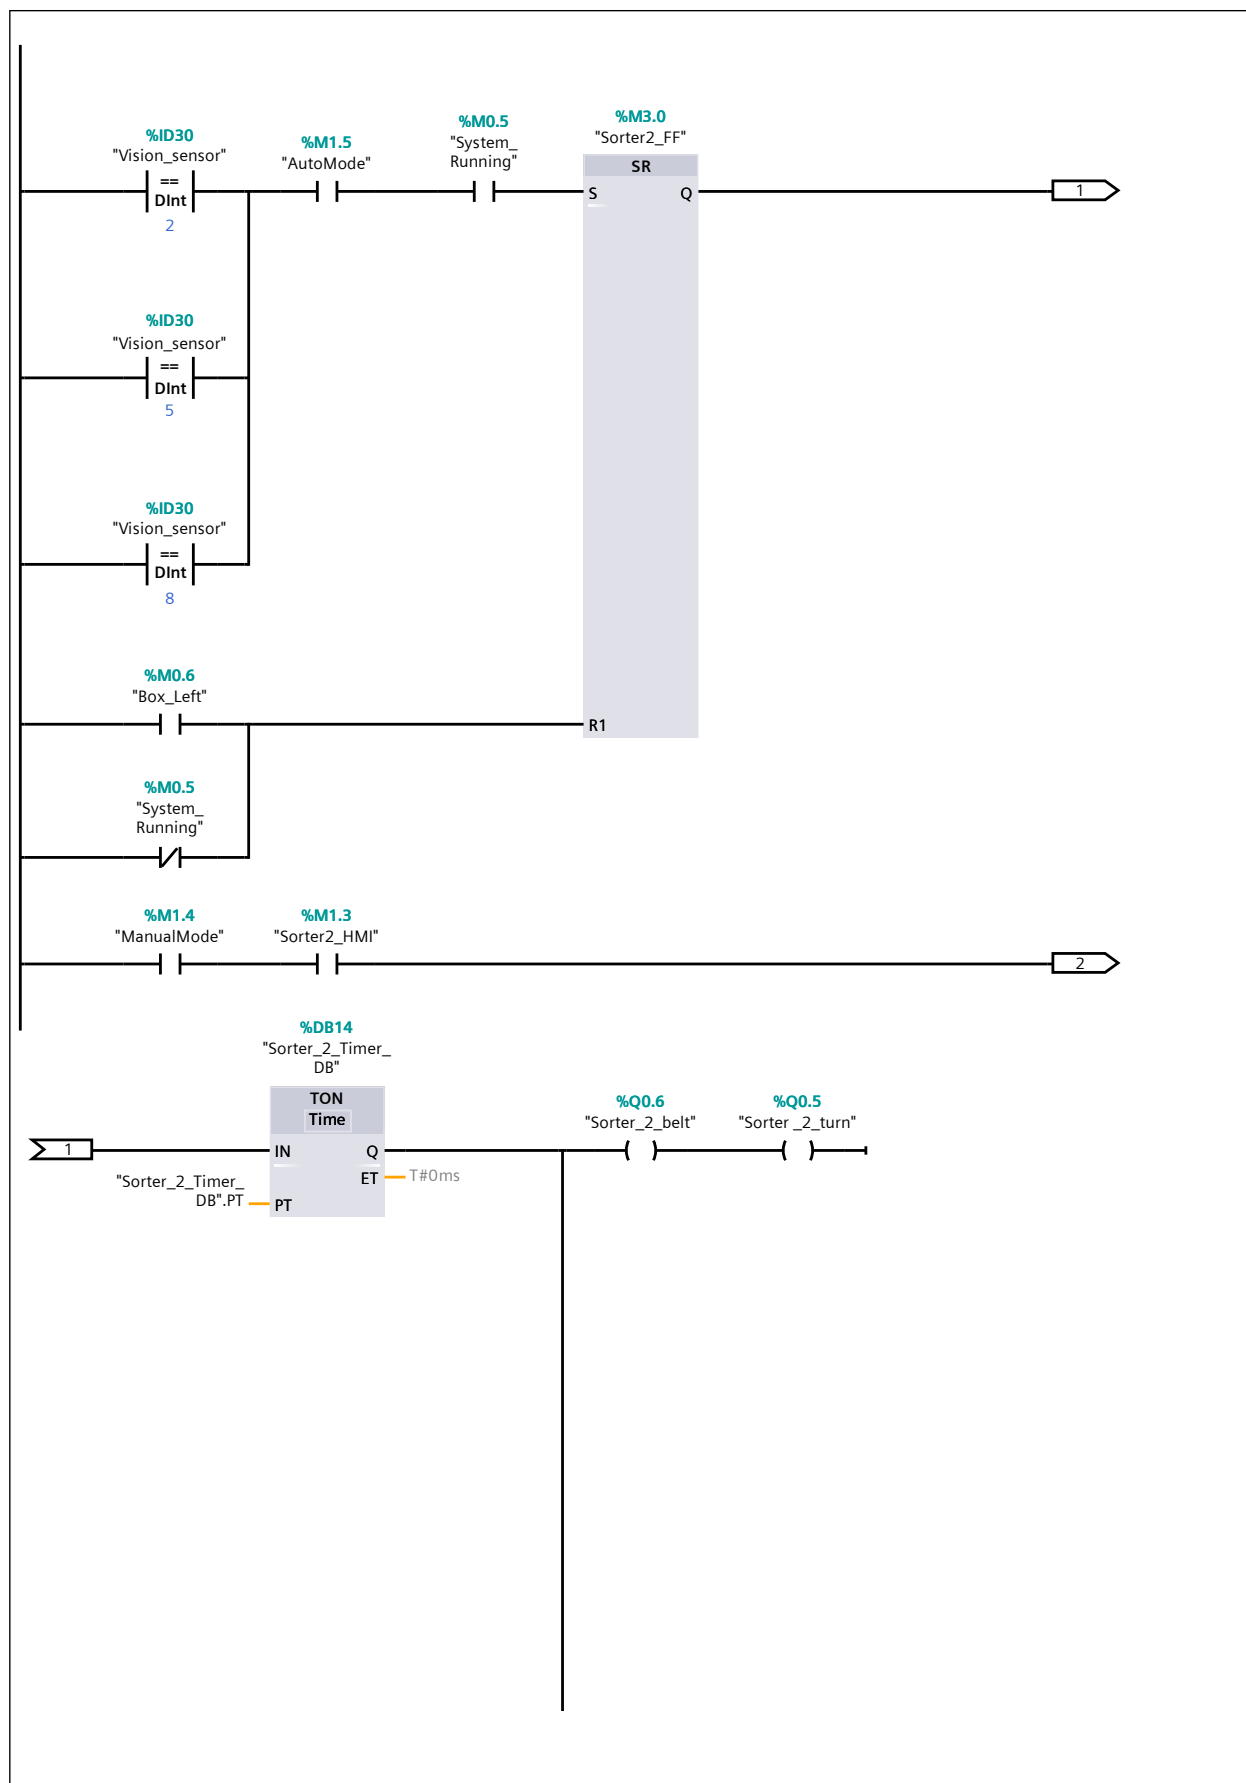 %ID30
"Vision_sensor"
==
DInt
2
%M1.5
"AutoMode"
%M0.5
"System_
Running"
%M3.0
"Sorter2_FF"
SR
S
Q
1
%ID30
"Vision_sensor"
==
DInt
5
%ID30
"Vision_sensor"
==
DInt
8
%M0.6
"Box_Left"
R1
%M0.5
"System_
Running"
%M1.4
"ManualMode"
%M1.3
"Sorter2_HMI"
2
%DB14
"Sorter_2_Timer_
DB"
TON
Time
1
IN
Q
ET
T#0ms
"Sorter_2_Timer_
DB".PT
PT
%Q0.6
"Sorter_2_belt"
%Q0.5
"Sorter _2_turn"